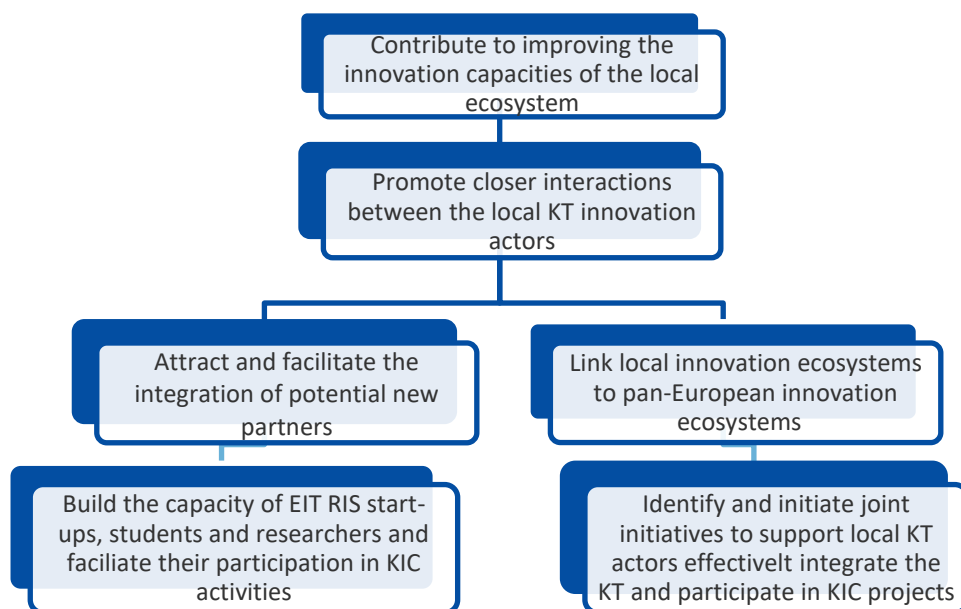 Contribute to improving the
innovation capacities of the local
ecosystem
Promote closer interactions
between the local KT innovation
actors
Attract and facilitate the
integration of potential new
partners
Link local innovation ecosystems
to pan-European innovation
ecosystems
Build the capacity of EIT RIS start-
ups, students and researchers and
faciliate their participation in KIC
activities
Identify and initiate joint
initiatives to support local KT
actors effectivelt integrate the
KT and participate in KIC projects